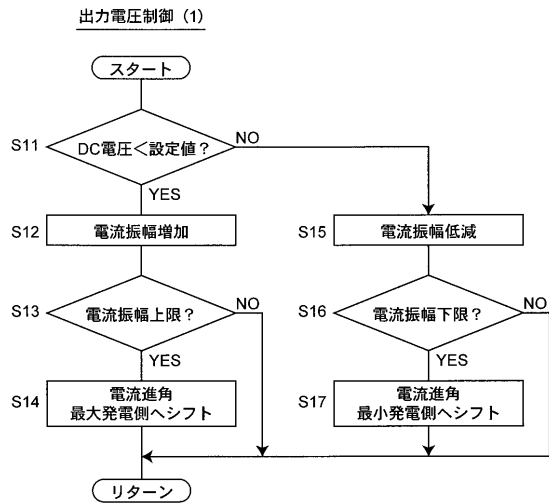 出力電圧制御（1）
スタート
S11
DC電圧＜設定値？
NO
YES
S12
電流振幅増加
S13
電流振幅上限？
NO
YES
S14
電流進角
最大発電側へシフト
S15
電流振幅低減
S16
電流振幅下限？
NO
YES
S17
電流進角
最小発電側へシフト
リターン